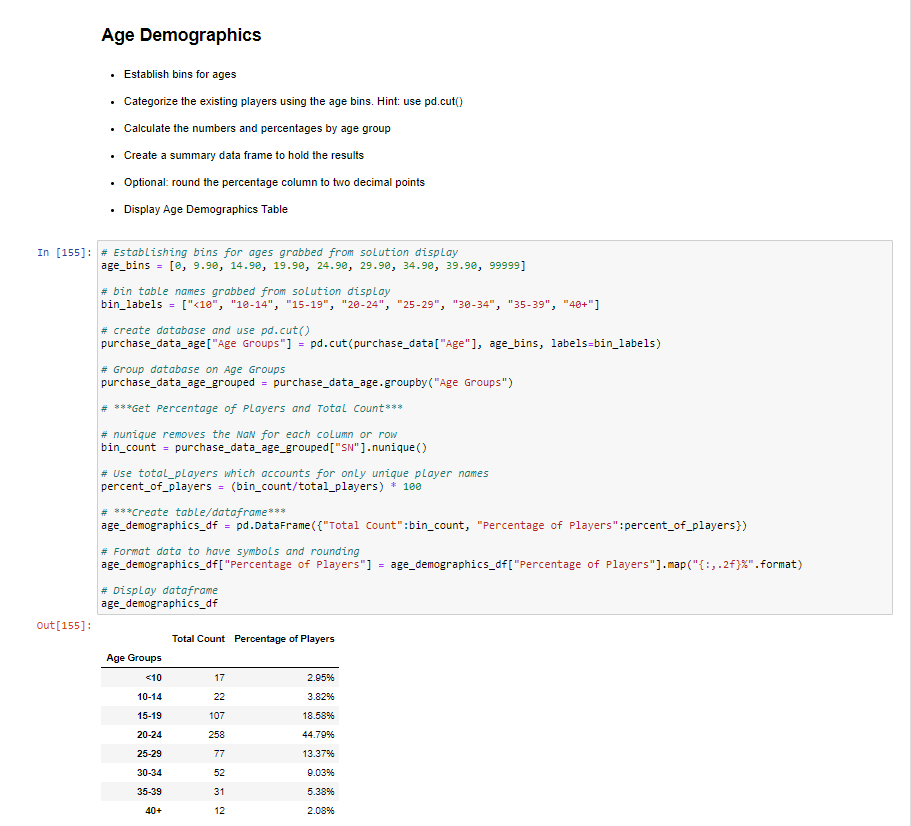 Age Demographics
• Establish bins for ages
• Categorize the existing players using the age bins. Hint: use pd.cut()
• Calculate the numbers and percentages by age group
• Create a summary data frame to hold the results
• Optional: round the percentage column to two decimal points
• Display Age Demographics Table
In [155]: # Establishing bins for ages grabbed from solution display
age_bins = [0, 9.90, 14.90, 19.90, 24.90, 29.90, 34.90, 39.90, 99999]
# bin table names grabbed from solution display
bin_labels = ["<10", "10-14", "15-19", "20-24", "25-29", "30-34", "35-39", "40+"]
# create database and use pd.cut()
purchase_data_age["Age Groups"] = pd.cut(purchase_data["Age"], age_bins, labels=bin_labels)
# Group database on Age Groups
purchase_data_age_grouped = purchase_data_age.groupby("Age Groups")
# ***Get Percentage of Players and Total Count***
# nunique removes the NaN for each column or row
bin_count = purchase_data_age_grouped["SN"].nunique()
# Use total_players which accounts for only unique player names
percent_of_players = (bin_count/total_players) * 100
# ***Create table/dataframe***
age_demographics_df = pd.DataFrame({"Total Count":bin_count, "Percentage of Players":percent_of_players})
# Format data to have symbols and rounding
age_demographics_df["Percentage of Players"] = age_demographics_df["Percentage of Players"].map("{:,.2f}%".format)
# Display dataframe
age_demographics_df
Out[155]:
Total Count Percentage of Players
Age Groups
<10 17 2.95%
10-14 22 3.82%
15-19 107 18.58%
20-24 258 44.79%
25-29 77 13.37%
30-34 52 9.03%
35-39 31 5.38%
40+ 12 2.08%